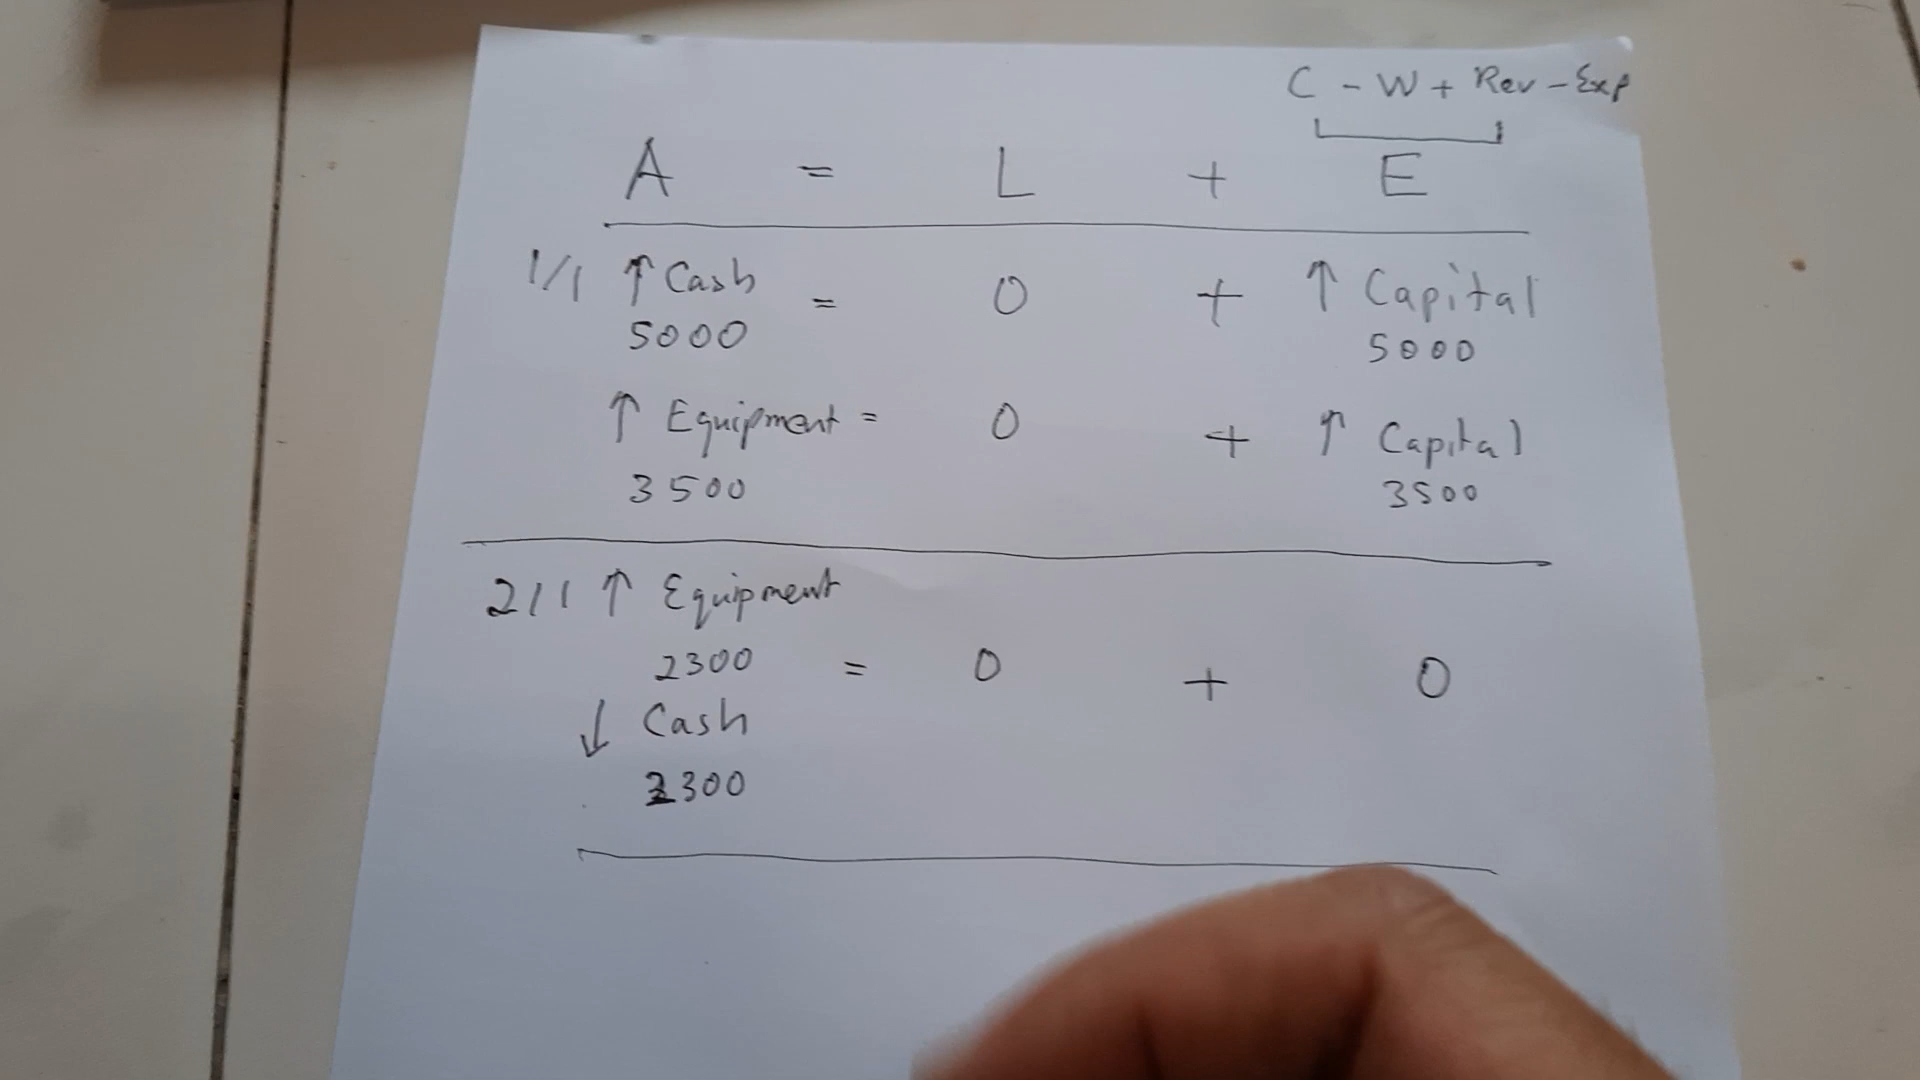 C - W + Rev - Exp
A = L + E
1/1 ↑ Cash = 0 + ↑ Capital
5000 5000
↑ Equipment = 0 + ↑ Capital
3500 3500
2/1 ↑ Equipment
2300 = 0 + 0
↓ Cash
2300